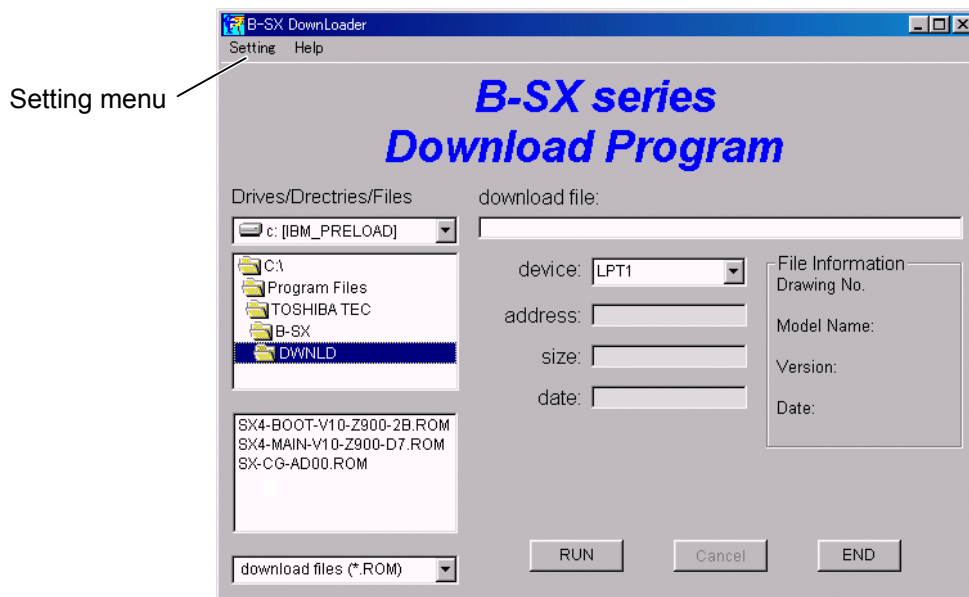 B-SX DownLoader
Setting Help
Setting menu
B-SX series
Download Program
Drives/Drectries/Files
c: [IBM_PRELOAD]
C:\
Program Files
TOSHIBA TEC
B-SX
DWNLD
SX4-BOOT-V10-Z900-2B.ROM
SX4-MAIN-V10-Z900-D7.ROM
SX-CG-AD00.ROM
download files (*.ROM)
download file:
device: LPT1
address:
size:
date:
File Information
Drawing No.
Model Name:
Version:
Date:
RUN Cancel END